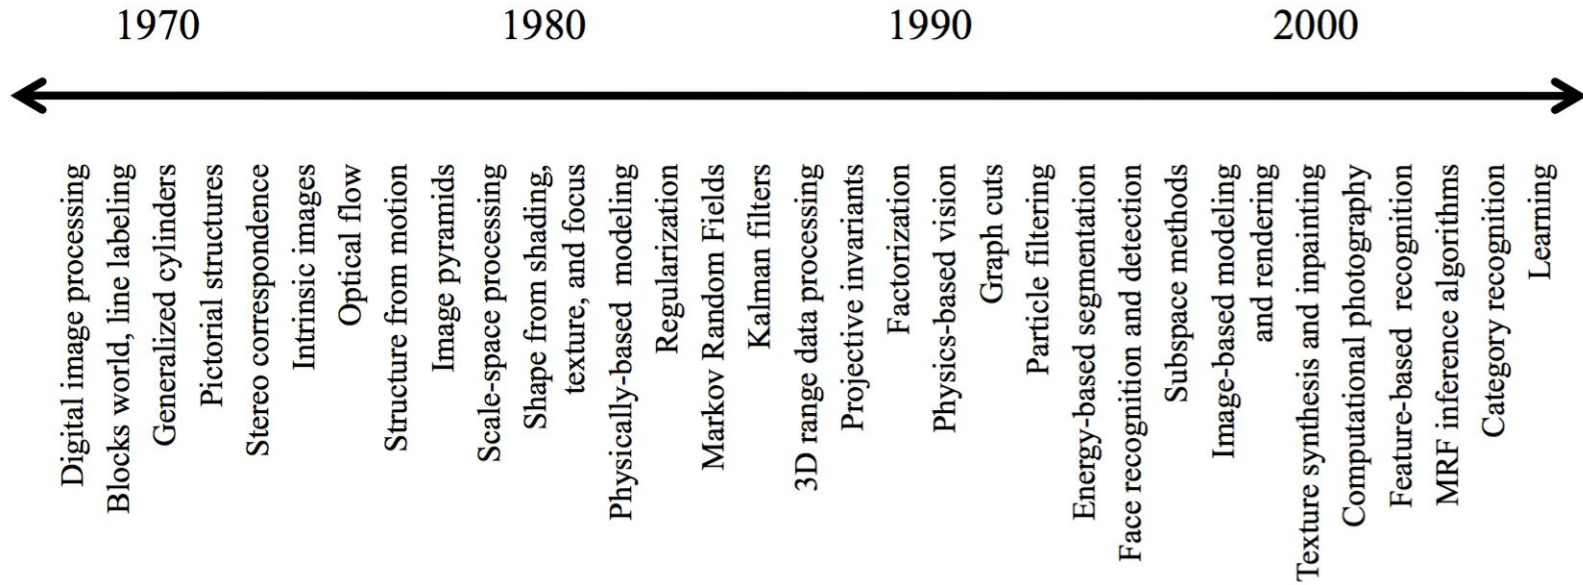 1970
1980
1990
2000
Digital image processing
Blocks world, line labeling
Generalized cylinders
Pictorial structures
Stereo correspondence
Intrinsic images
Optical flow
Structure from motion
Image pyramids
Scale-space processing
Shape from shading,
texture, and focus
Physically-based modeling
Regularization
Markov Random Fields
Kalman filters
3D range data processing
Projective invariants
Factorization
Physics-based vision
Graph cuts
Particle filtering
Energy-based segmentation
Face recognition and detection
Subspace methods
Image-based modeling
and rendering
Texture synthesis and inpainting
Computational photography
Feature-based recognition
MRF inference algorithms
Category recognition
Learning